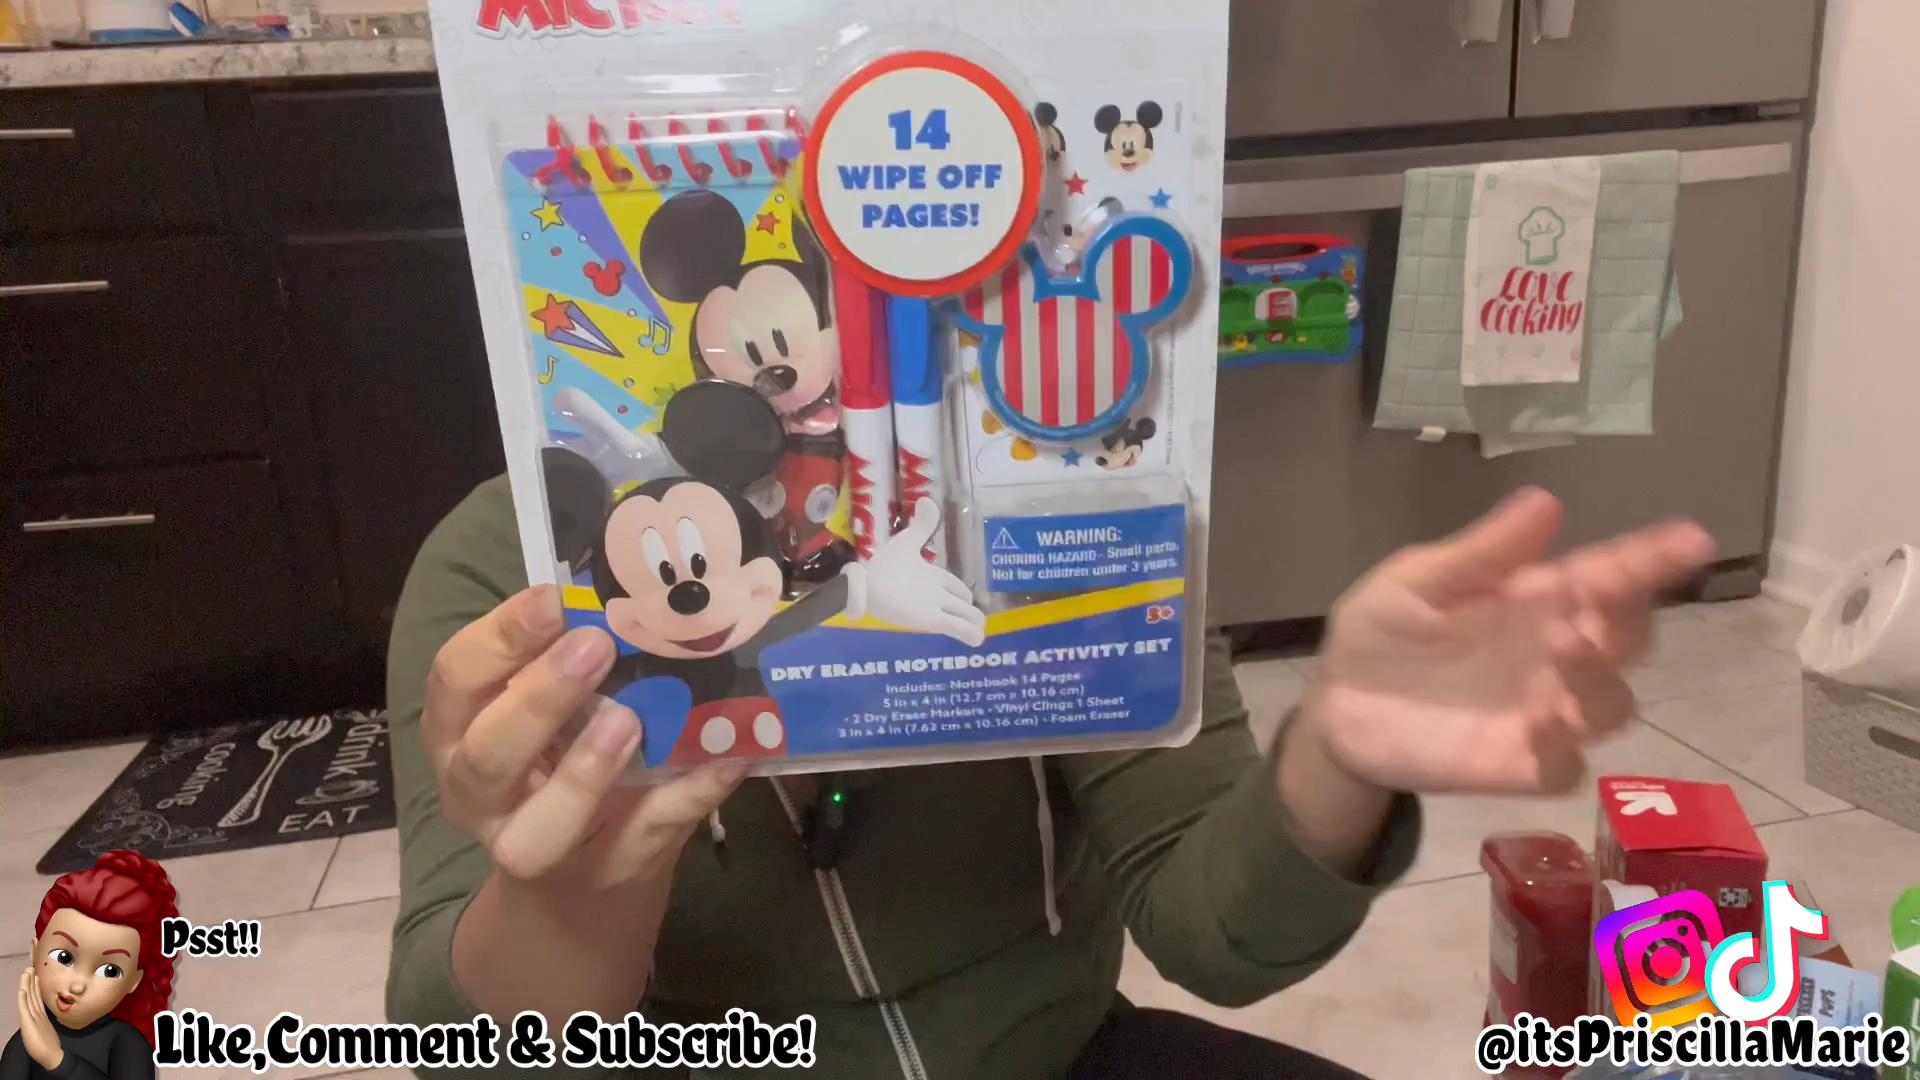 MICKEY
14
WIPE OFF
PAGES!
LOVE
Cooking
WARNING:
CHOKING HAZARD - Small parts.
Not for children under 3 years.
3+
DRY ERASE NOTEBOOK ACTIVITY SET
Includes: Notebook 14 Pages
5 in x 4 in (12.7 cm x 10.16 cm)
• 2 Dry Erase Markers • Vinyl Clings 1 Sheet
3 in x 4 in (7.62 cm x 10.16 cm) • Foam Eraser
cooking
drink
EAT
Psst!!
Like,Comment & Subscribe!
@itsPriscillaMarie